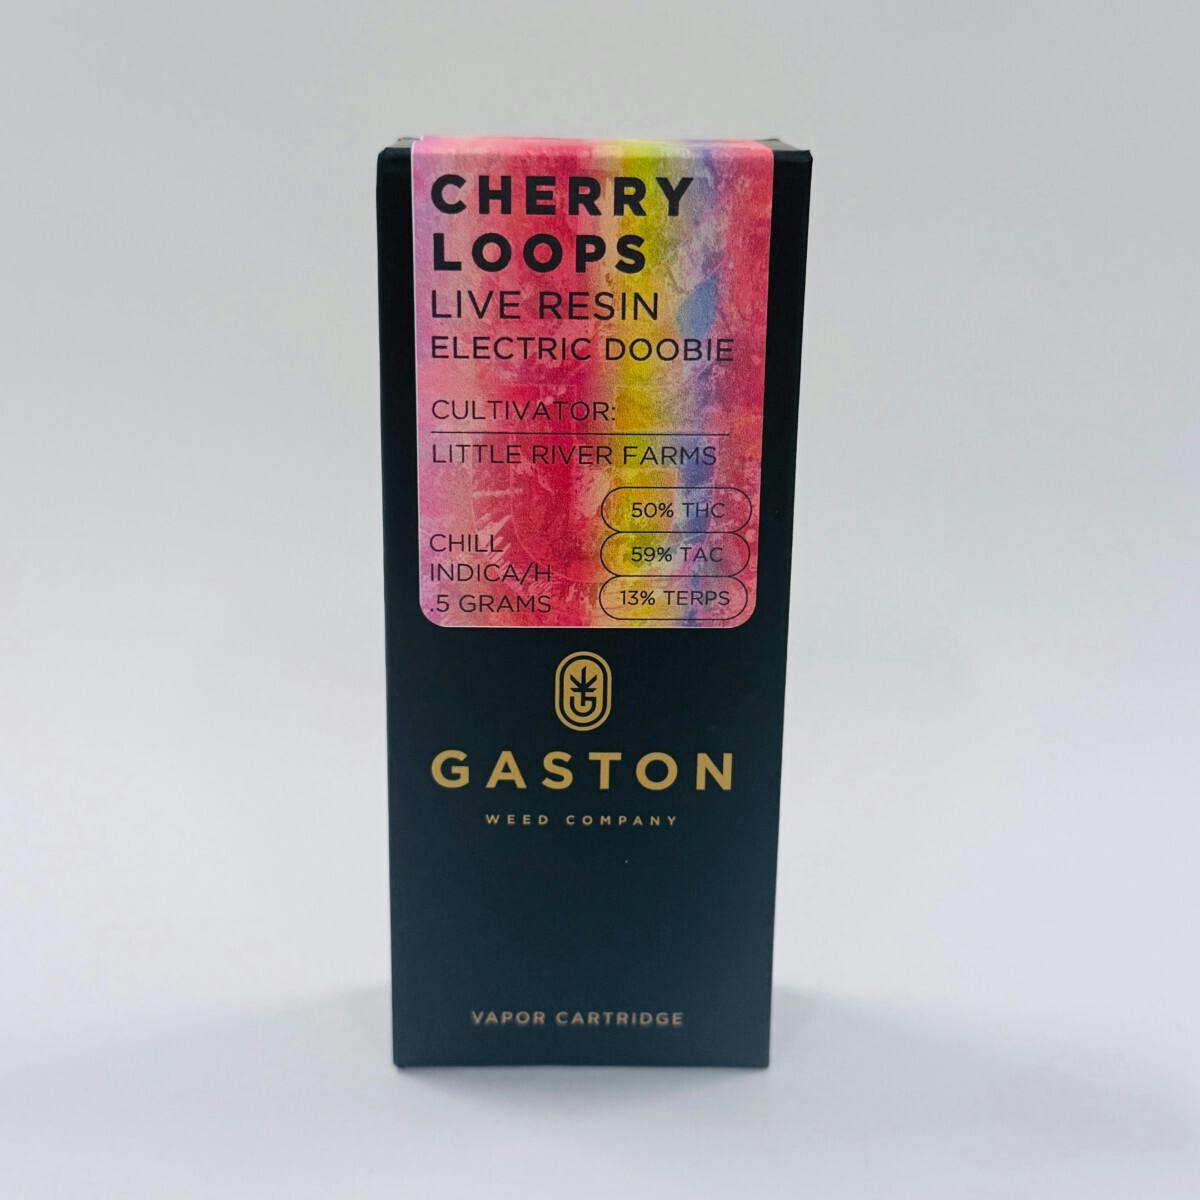 CHERRY
LOOPS
LIVE RESIN
ELECTRIC DOOBIE
CULTIVATOR:
LITTLE RIVER FARMS
50% THC
59% TAC
13% TERPS
CHILL
INDICA/H
.5 GRAMS
GASTON
WEED COMPANY
VAPOR CARTRIDGE